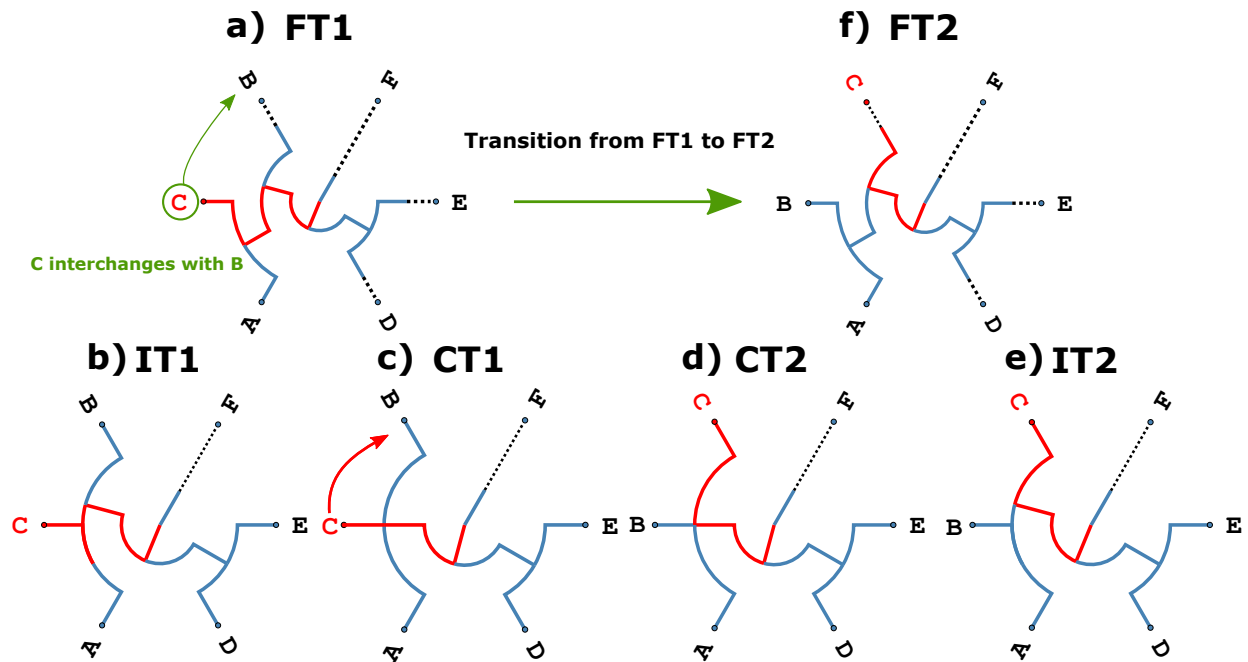 a) FT1
f) FT2
B
F
C
F
Transition from FT1 to FT2
C
E
B
E
C interchanges with B
A
D
A
D
b) IT1
c) CT1
d) CT2
e) IT2
B
F
B
F
C
F
C
F
C
E
C
E
B
E
B
E
A
D
A
D
A
D
A
D